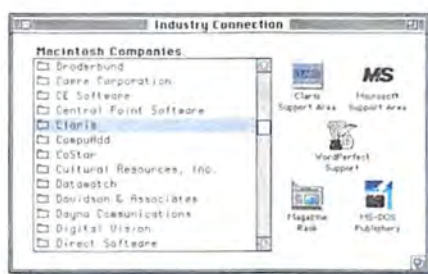 Industry Connection
Macintosh Companies
Broderbund
Caere Corporation
CE Software
Central Point Software
Claris
CompuAdd
CoStar
Cultural Resources, Inc.
Datawatch
Davidson & Associates
Dayna Communications
Digital Vision
Direct Software
Claris
Support Area
MS
Microsoft
Support Area
WordPerfect
Support
Magazine
Rack
MS-DOS
Publishers